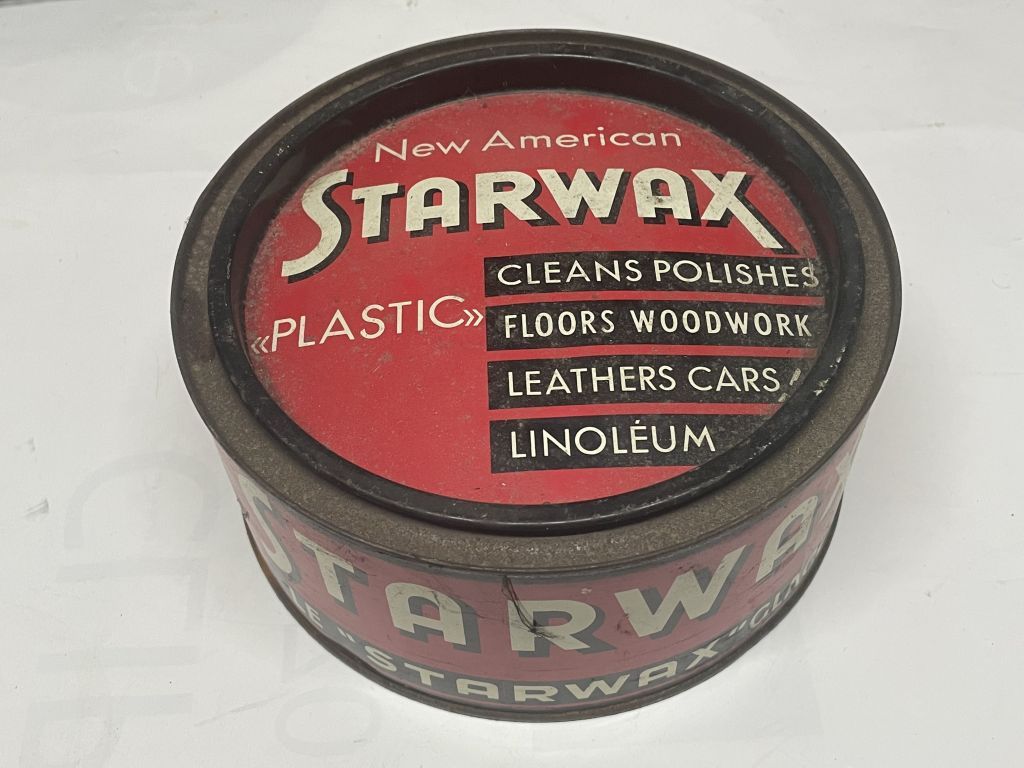 New American
STARWAX
«PLASTIC»
CLEANS POLISHES
FLOORS WOODWORK
LEATHERS CARS
LINOLÉUM
STARWA
"STARWAX"